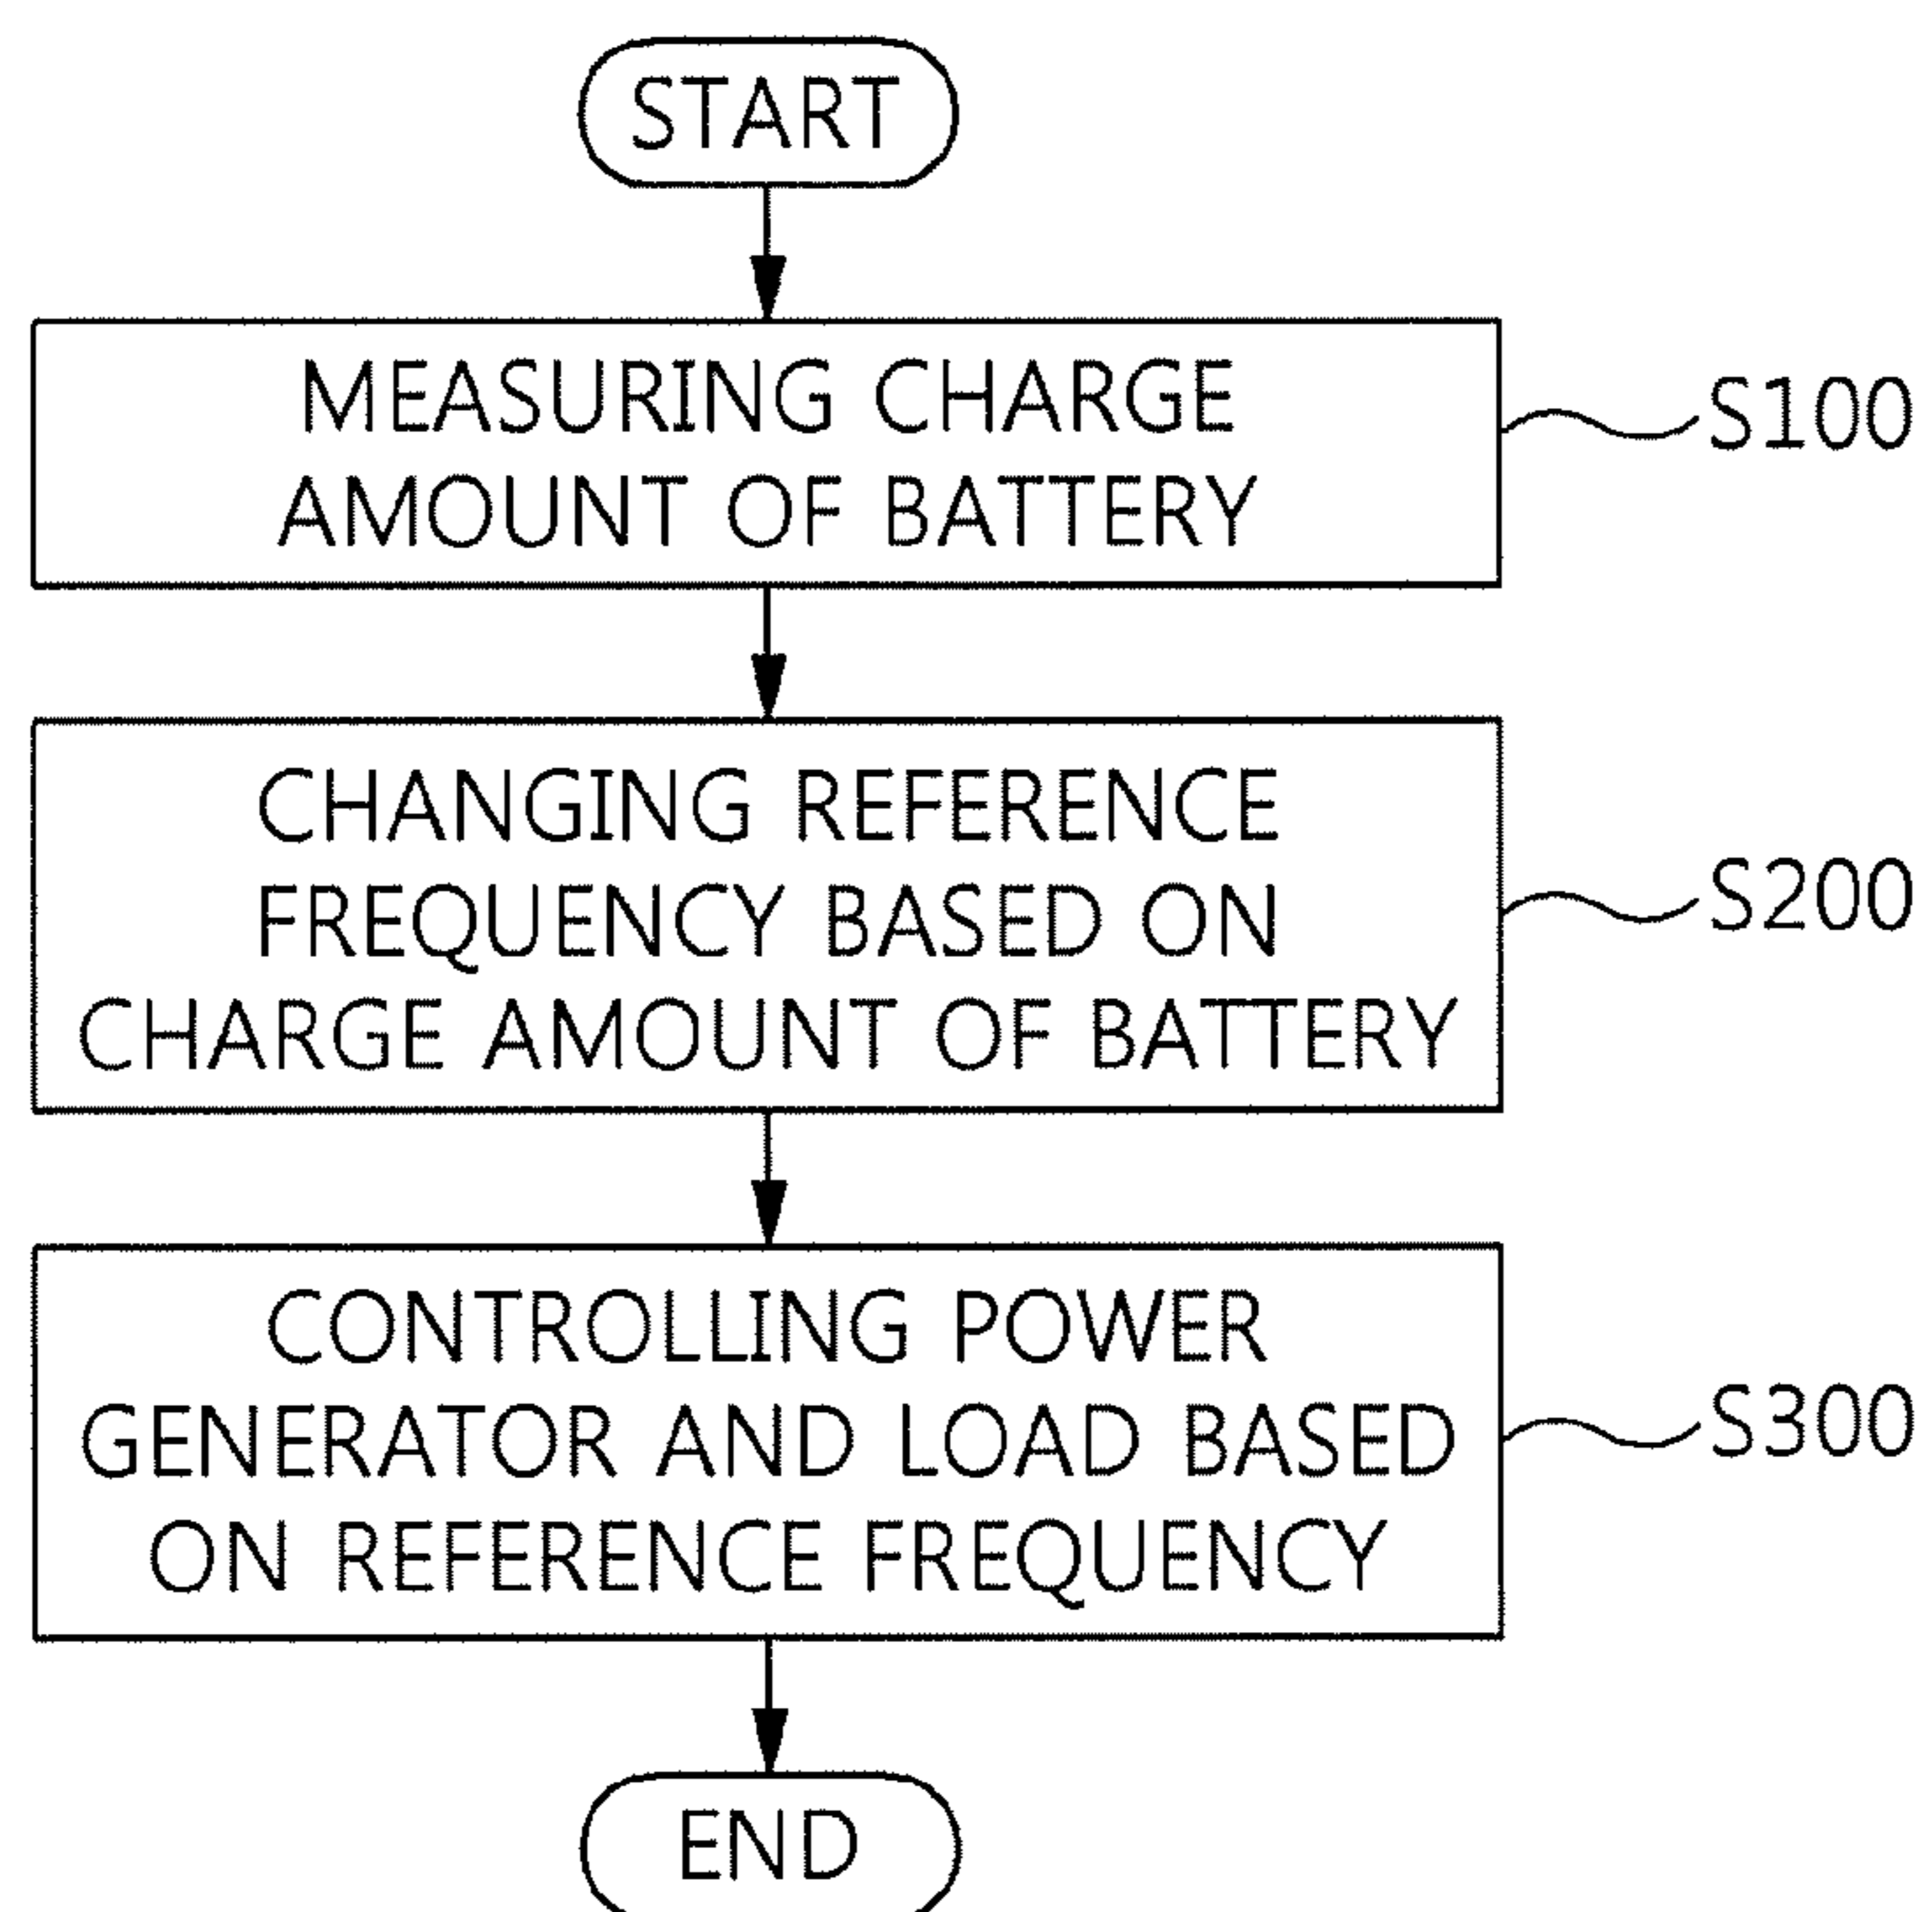 START
MEASURING CHARGE
AMOUNT OF BATTERY
S100
CHANGING REFERENCE
FREQUENCY BASED ON
CHARGE AMOUNT OF BATTERY
S200
CONTROLLING POWER
GENERATOR AND LOAD BASED
ON REFERENCE FREQUENCY
S300
END